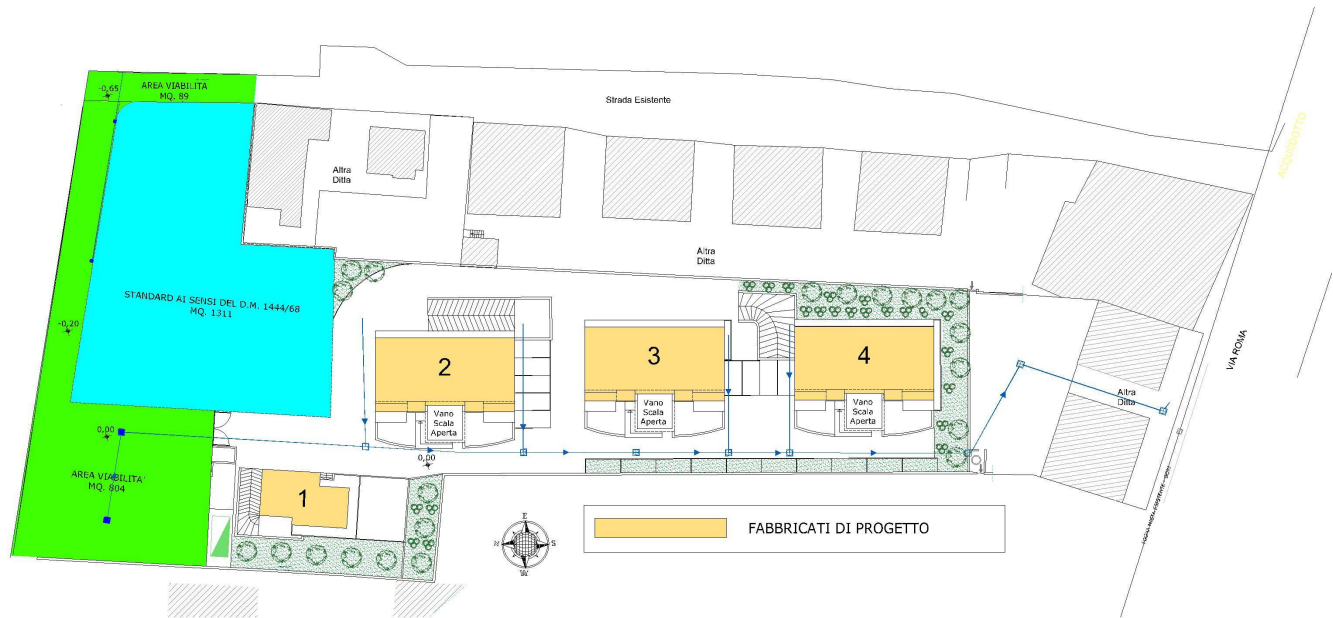 AREA VIABILITÀ
MQ. 89
-0,65
Strada Esistente
ACQUEDOTTO
Altra
Ditta
Altra
Ditta
STANDARD AI SENSI DEL D.M. 1444/68
MQ. 1311
-0,20
2
3
4
VIA ROMA
Altra
Ditta
Vano
Scala
Aperta
Vano
Scala
Aperta
Vano
Scala
Aperta
0,00
0,00
AREA VIABILITA'
MQ. 804
1
E
N
S
W
FABBRICATI DI PROGETTO